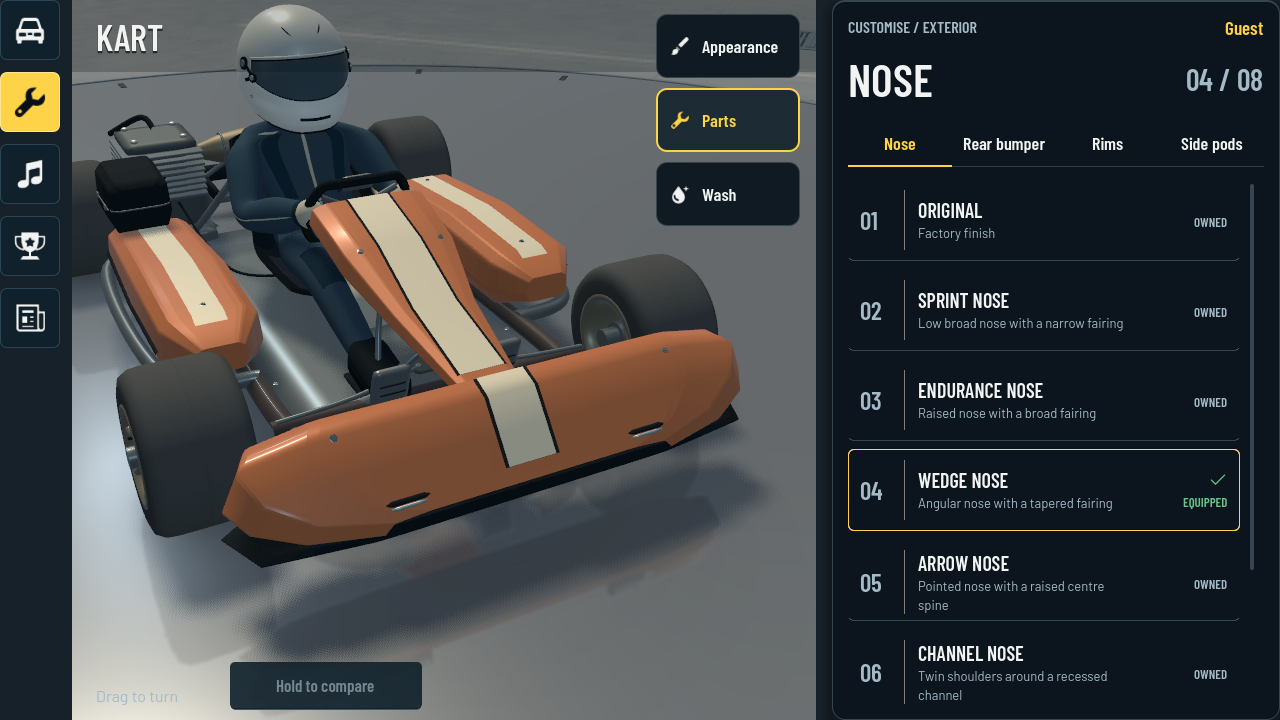 KART
Appearance
Parts
Wash
Drag to turn
Hold to compare
CUSTOMISE / EXTERIOR
Guest
NOSE
04 / 08
Nose
Rear bumper
Rims
Side pods
01
ORIGINAL
Factory finish
OWNED
02
SPRINT NOSE
Low broad nose with a narrow fairing
OWNED
03
ENDURANCE NOSE
Raised nose with a broad fairing
OWNED
04
WEDGE NOSE
Angular nose with a tapered fairing
EQUIPPED
05
ARROW NOSE
Pointed nose with a raised centre
spine
OWNED
06
CHANNEL NOSE
Twin shoulders around a recessed
channel
OWNED